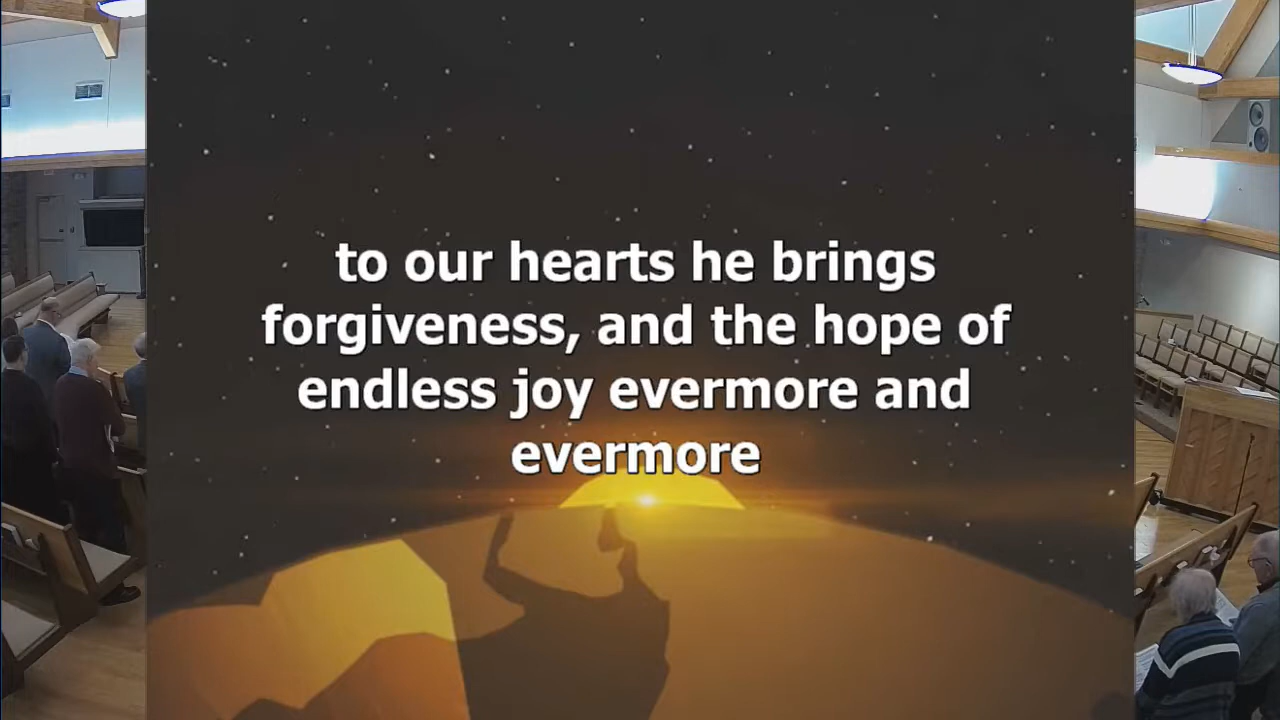 to our hearts he brings
forgiveness, and the hope of
endless joy evermore and
evermore